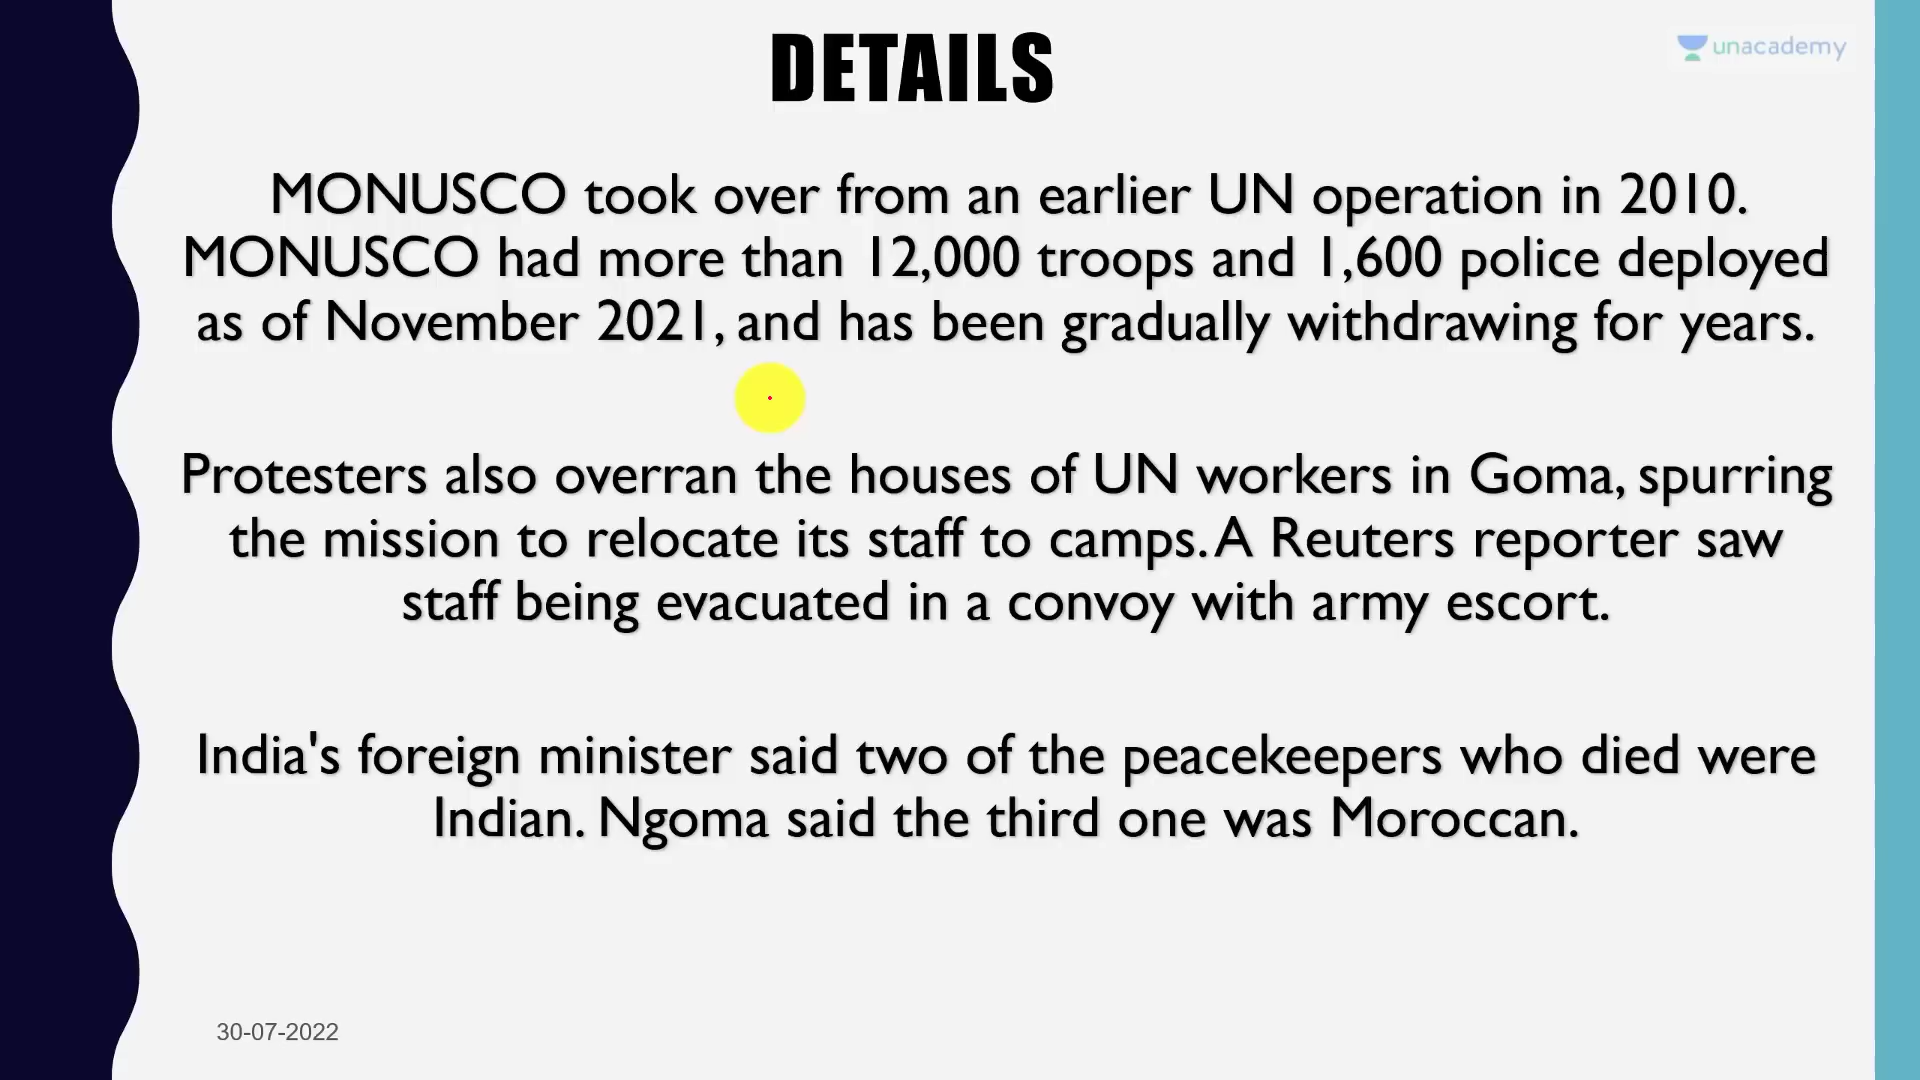 DETAILS
unacademy
MONUSCO took over from an earlier UN operation in 2010.
MONUSCO had more than 12,000 troops and 1,600 police deployed
as of November 2021, and has been gradually withdrawing for years.
Protesters also overran the houses of UN workers in Goma, spurring
the mission to relocate its staff to camps. A Reuters reporter saw
staff being evacuated in a convoy with army escort.
India's foreign minister said two of the peacekeepers who died were
Indian. Ngoma said the third one was Moroccan.
30-07-2022